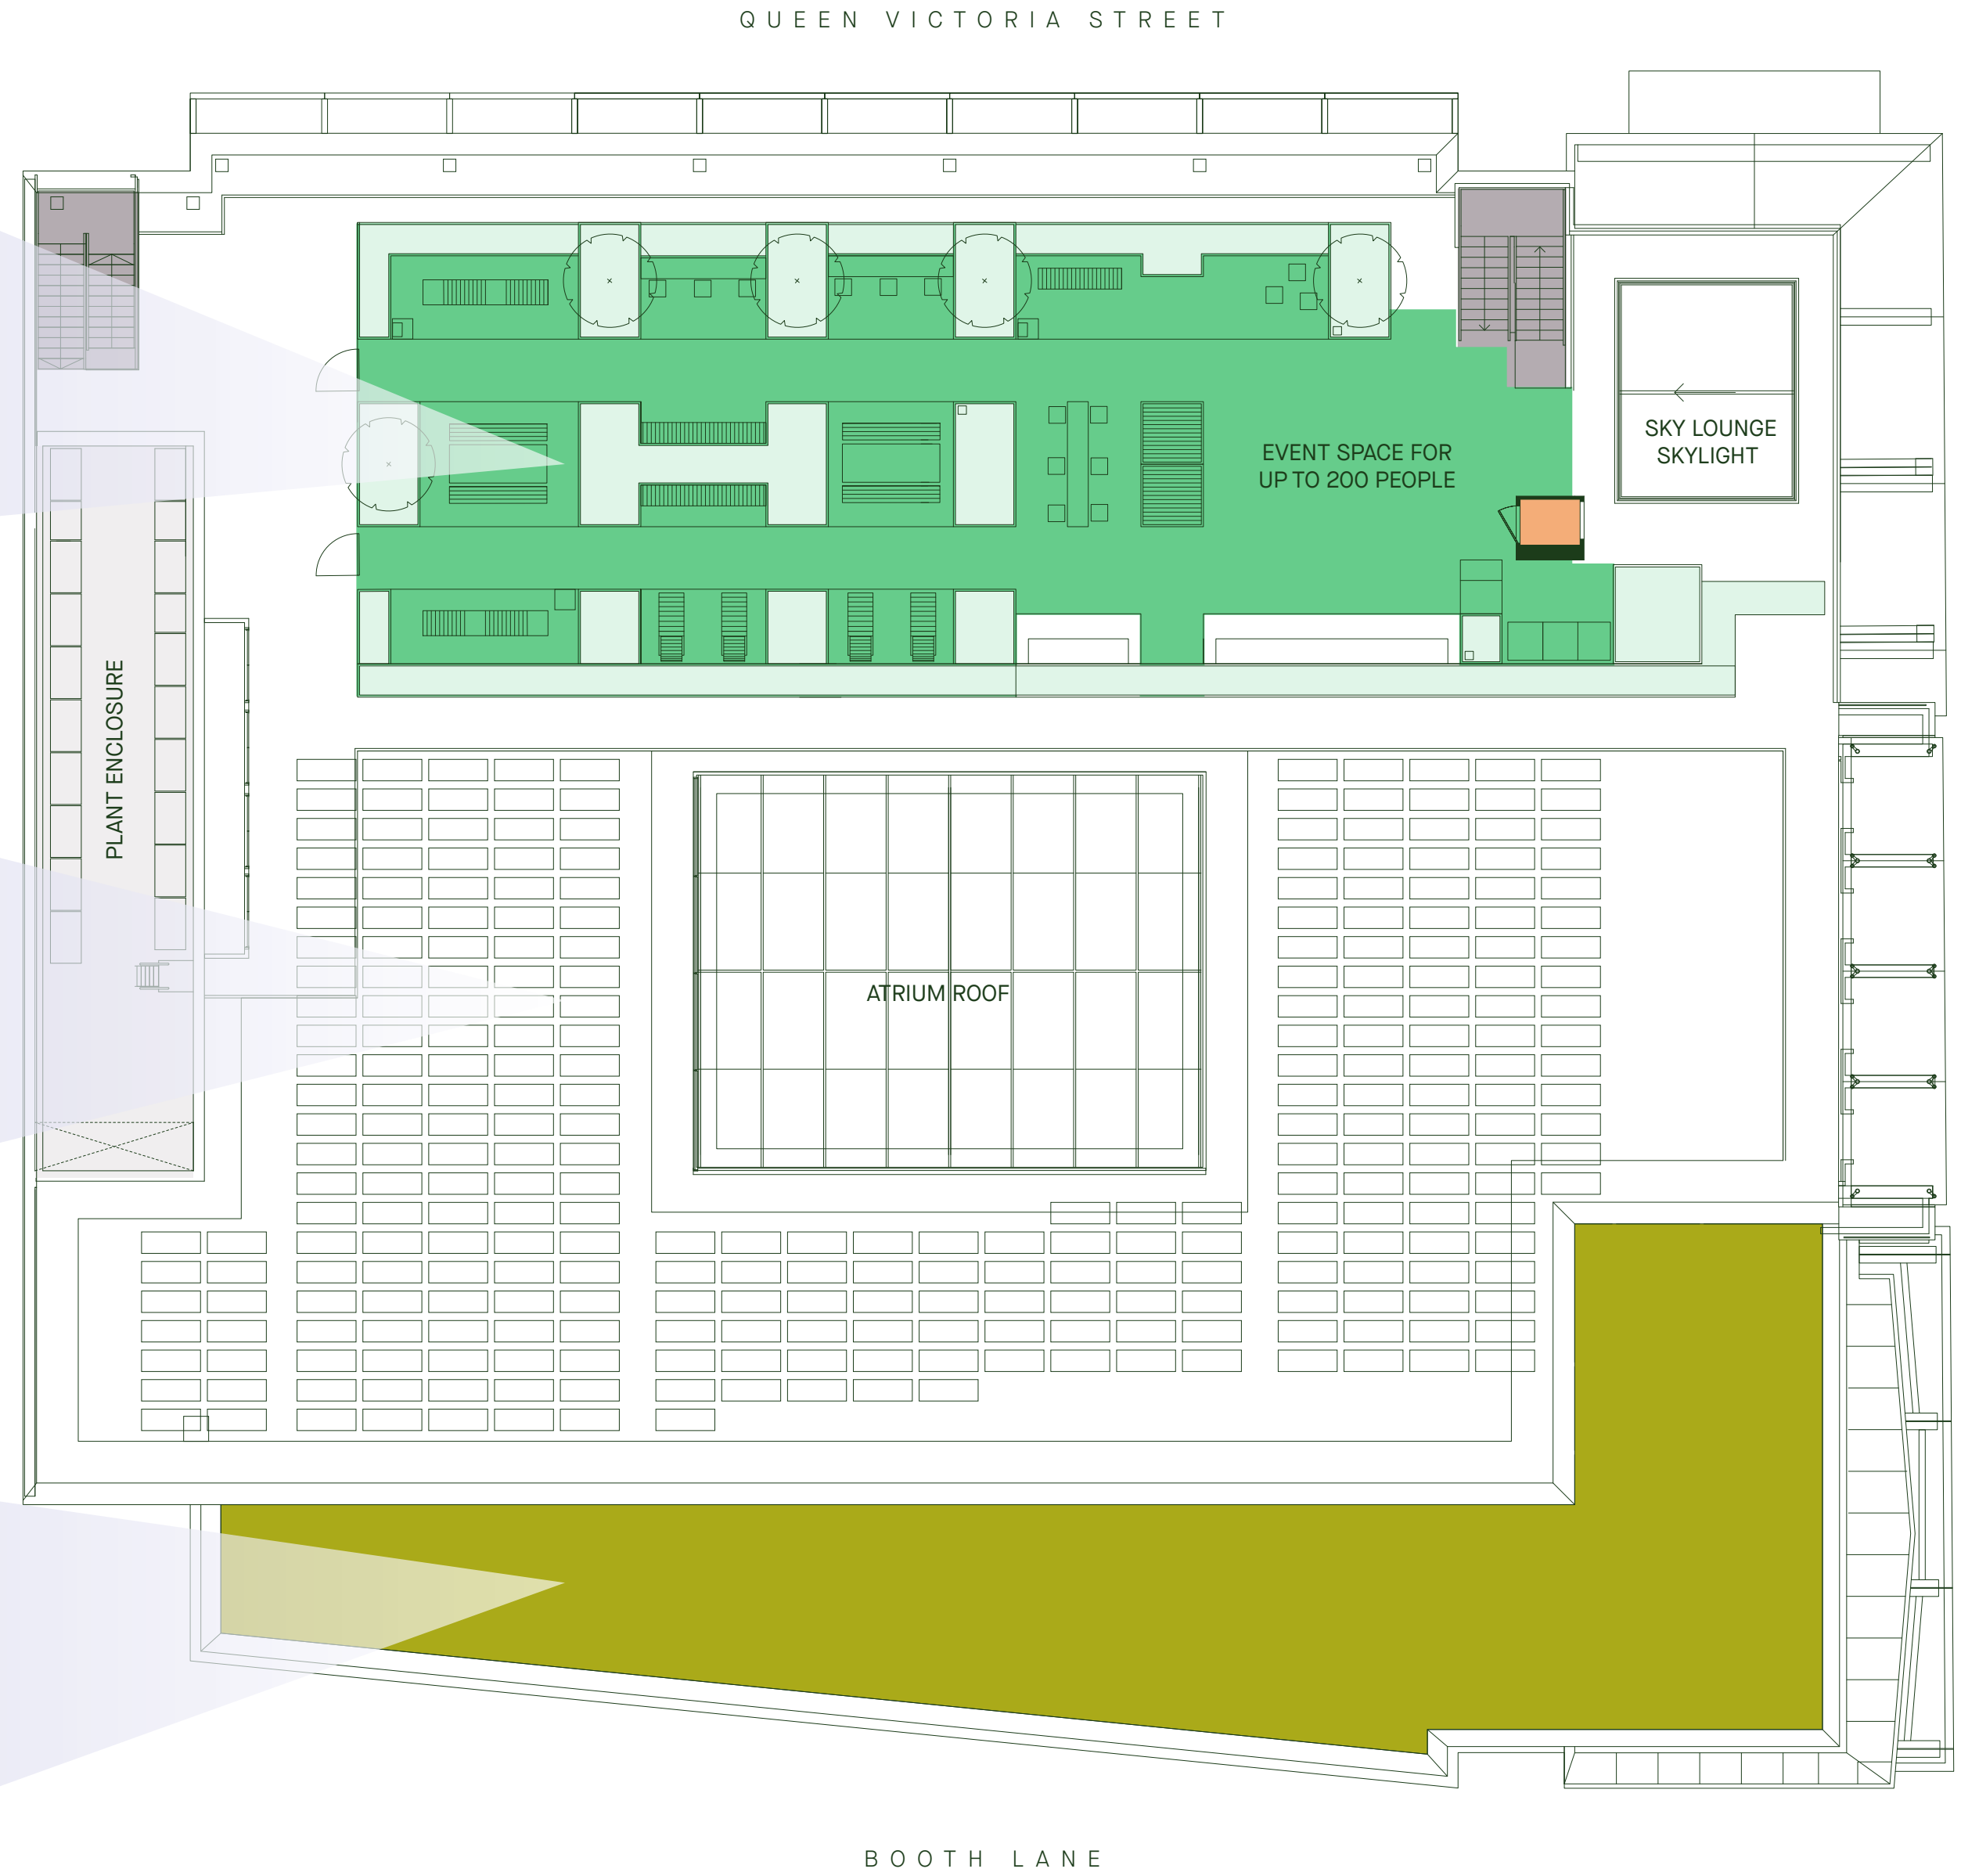 QUEEN VICTORIA STREET
EVENT SPACE FOR
UP TO 200 PEOPLE
SKY LOUNGE
SKYLIGHT
PLANT ENCLOSURE
ATRIUM ROOF
BOOTH LANE